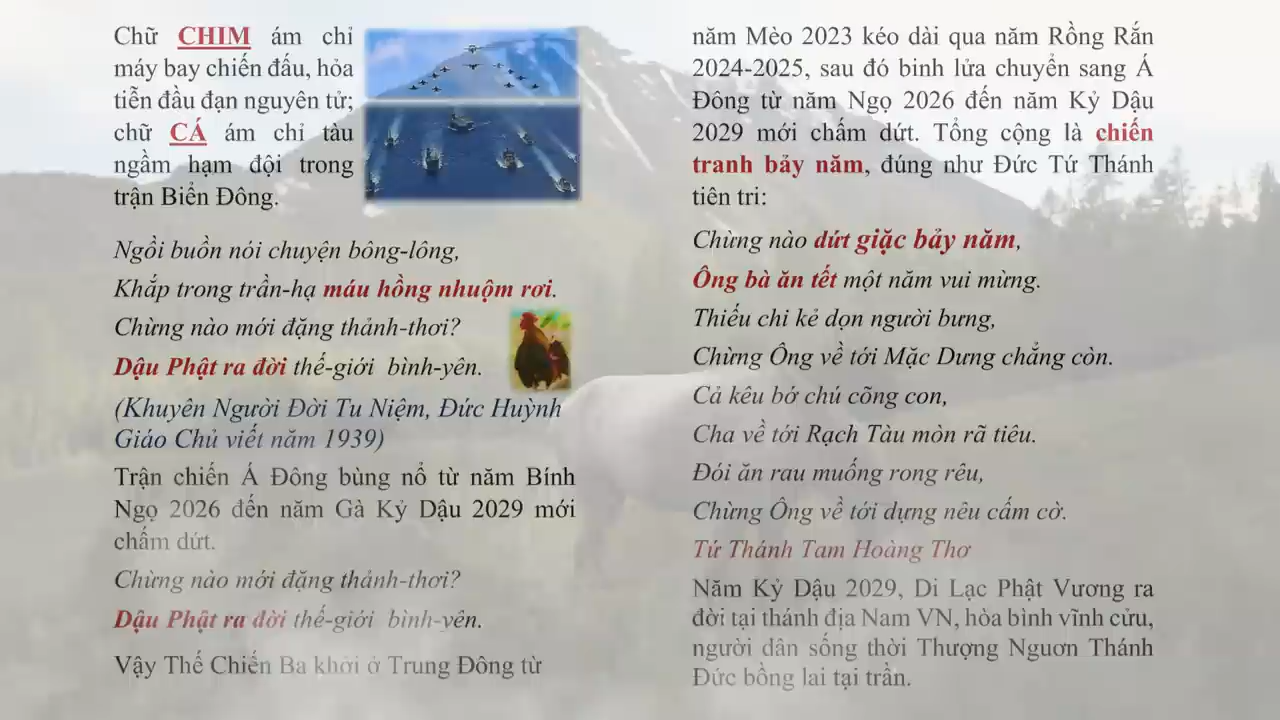 Chữ CHIM ám chỉ
máy bay chiến đấu, hỏa
tiễn đầu đạn nguyên tử;
chữ CÁ ám chỉ tàu
ngầm hạm đội trong
trận Biển Đông.
Ngồi buồn nói chuyện bông-lông,
Khắp trong trần-hạ máu hồng nhuộm rơi.
Chừng nào mới đặng thảnh-thơi?
Dậu Phật ra đời thế-giới bình-yên.
(Khuyên Người Đời Tu Niệm, Đức Huỳnh
Giáo Chủ viết năm 1939)
Trận chiến Á Đông bùng nổ từ năm Bính
Ngọ 2026 đến năm Gà Kỷ Dậu 2029 mới
chấm dứt.
Chừng nào mới đặng thảnh-thơi?
Dậu Phật ra đời thế-giới bình-yên.
Vậy Thế Chiến Ba khởi ở Trung Đông từ
năm Mèo 2023 kéo dài qua năm Rồng Rắn
2024-2025, sau đó binh lửa chuyển sang Á
Đông từ năm Ngọ 2026 đến năm Kỷ Dậu
2029 mới chấm dứt. Tổng cộng là chiến
tranh bảy năm, đúng như Đức Tứ Thánh
tiên tri:
Chừng nào dứt giặc bảy năm,
Ông bà ăn tết một năm vui mừng.
Thiếu chi kẻ dọn người bưng,
Chừng Ông về tới Mặc Dưng chẳng còn.
Cả kêu bớ chú cõng con,
Cha về tới Rạch Tàu mòn rã tiêu.
Đói ăn rau muống rong rêu,
Chừng Ông về tới dựng nêu cấm cờ.
Tứ Thánh Tam Hoàng Thơ
Năm Kỷ Dậu 2029, Di Lạc Phật Vương ra
đời tại thánh địa Nam VN, hòa bình vĩnh cửu,
người dân sống thời Thượng Nguơn Thánh
Đức bồng lai tại trần.